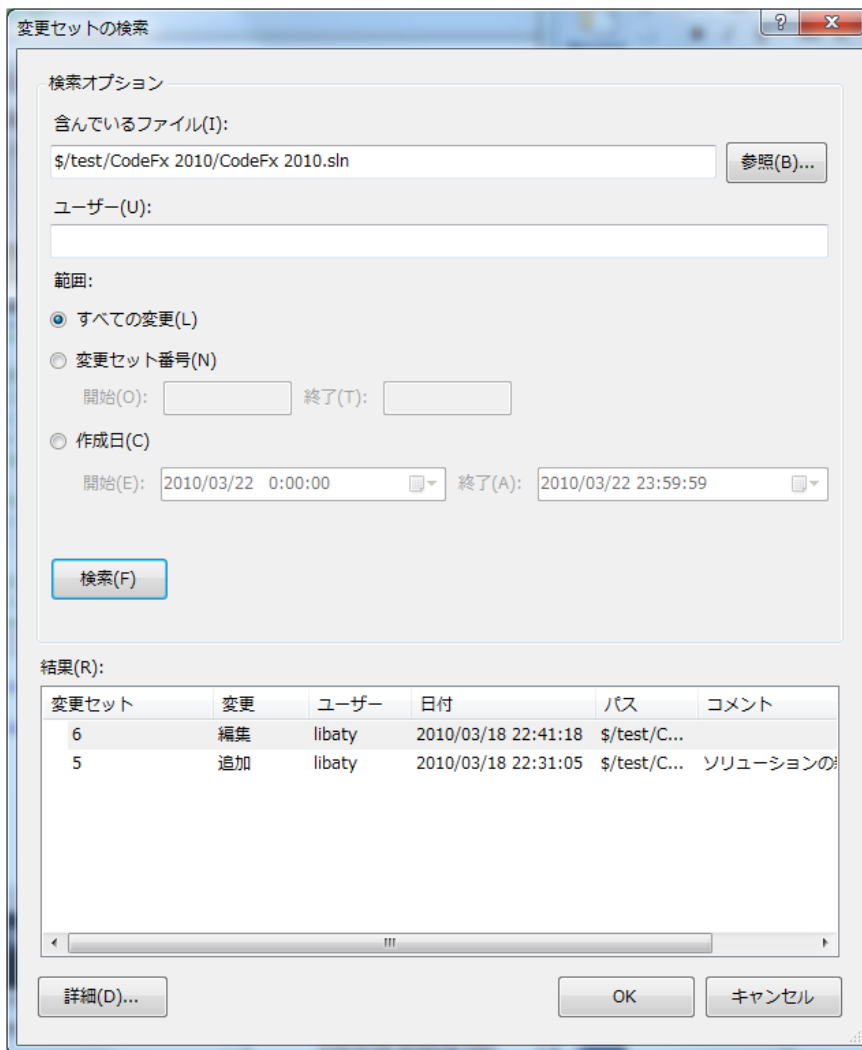 変更セットの検索
検索オプション
含んでいるファイル(I):
$/test/CodeFx 2010/CodeFx 2010.sln
参照(B)...
ユーザー(U):
範囲:
すべての変更(L)
変更セット番号(N)
開始(O): 終了(T):
作成日(C)
開始(E): 2010/03/22 0:00:00 終了(A): 2010/03/22 23:59:59
検索(F)
結果(R):
変更セット 変更 ユーザー 日付 パス コメント
6 編集 libaty 2010/03/18 22:41:18 $/test/C...
5 追加 libaty 2010/03/18 22:31:05 $/test/C... ソリューションの
詳細(D)... OK キャンセル